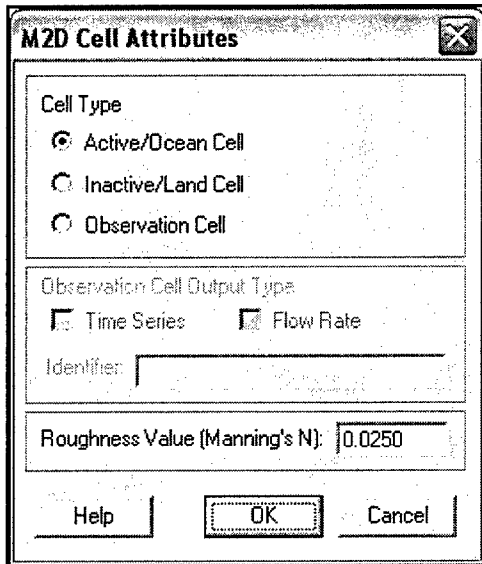 M2D Cell Attributes
Cell Type
Active/Ocean Cell
Inactive/Land Cell
Observation Cell
Observation Cell Output Type
Time Series Flow Rate
Identifier:
Roughness Value (Manning's N): 0.0250
Help OK Cancel